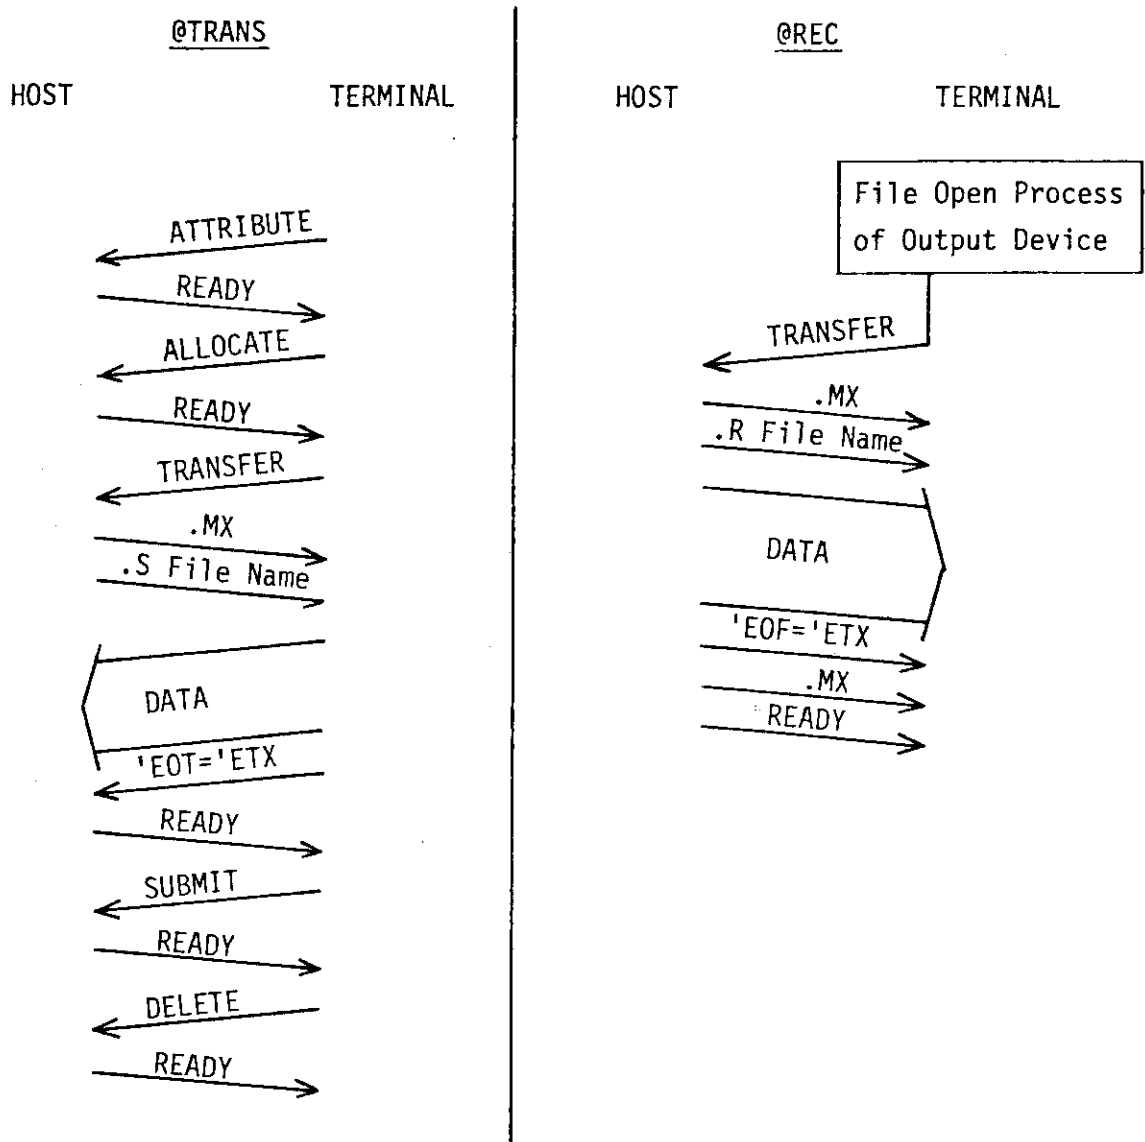 @TRANS
HOST TERMINAL
ATTRIBUTE
READY
ALLOCATE
READY
TRANSFER
.MX
.S File Name
DATA
'EOT='ETX
READY
SUBMIT
READY
DELETE
READY
@REC
HOST TERMINAL
File Open Process
of Output Device
TRANSFER
.MX
.R File Name
DATA
'EOF='ETX
.MX
READY